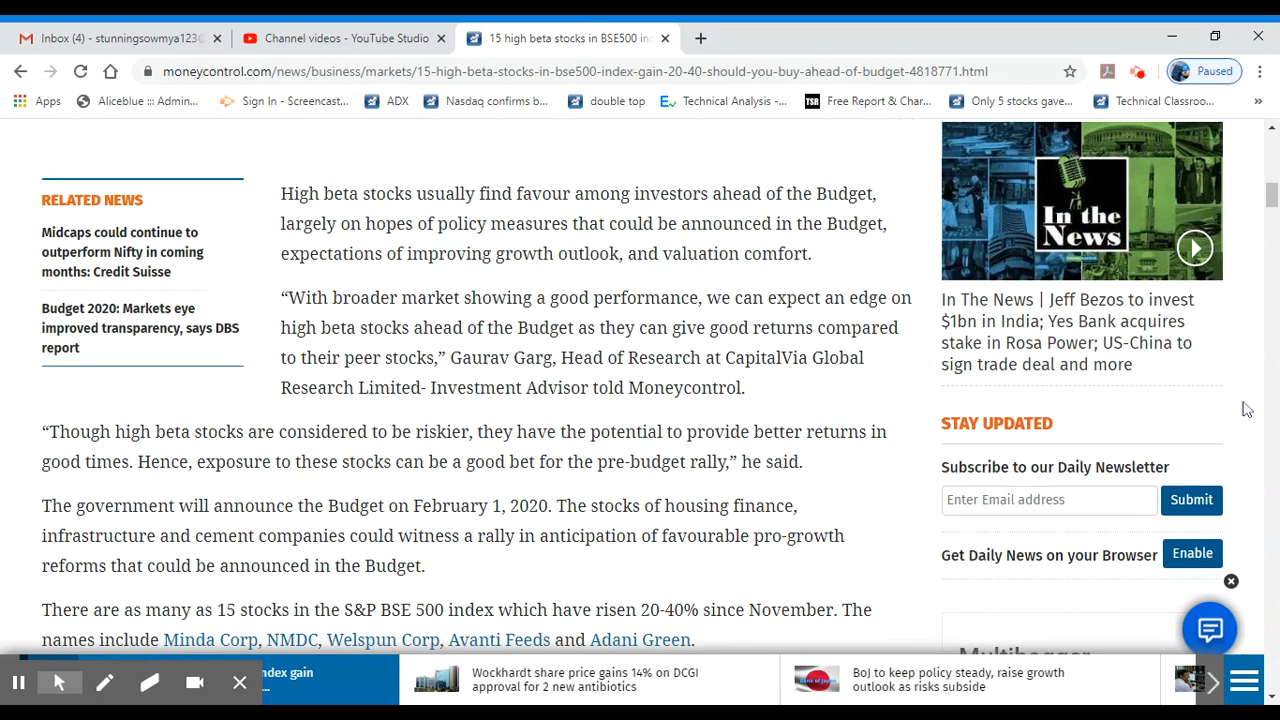 Inbox (4) - stunningsowmya123@
Channel videos - YouTube Studio
15 high beta stocks in BSE500 in
moneycontrol.com/news/business/markets/15-high-beta-stocks-in-bse500-index-gain-20-40-should-you-buy-ahead-of-budget-4818771.html
Paused
Apps
Aliceblue ::: Admin...
Sign In - Screencast...
ADX
Nasdaq confirms b...
double top
Technical Analysis -...
TSR Free Report & Char...
Only 5 stocks gave...
Technical Classroo...
»
RELATED NEWS
Midcaps could continue to
outperform Nifty in coming
months: Credit Suisse
Budget 2020: Markets eye
improved transparency, says DBS
report
High beta stocks usually find favour among investors ahead of the Budget,
largely on hopes of policy measures that could be announced in the Budget,
expectations of improving growth outlook, and valuation comfort.
“With broader market showing a good performance, we can expect an edge on
high beta stocks ahead of the Budget as they can give good returns compared
to their peer stocks,” Gaurav Garg, Head of Research at CapitalVia Global
Research Limited- Investment Advisor told Moneycontrol.
“Though high beta stocks are considered to be riskier, they have the potential to provide better returns in
good times. Hence, exposure to these stocks can be a good bet for the pre-budget rally,” he said.
The government will announce the Budget on February 1, 2020. The stocks of housing finance,
infrastructure and cement companies could witness a rally in anticipation of favourable pro-growth
reforms that could be announced in the Budget.
There are as many as 15 stocks in the S&P BSE 500 index which have risen 20-40% since November. The
names include Minda Corp, NMDC, Welspun Corp, Avanti Feeds and Adani Green.
In the
News
In The News | Jeff Bezos to invest
$1bn in India; Yes Bank acquires
stake in Rosa Power; US-China to
sign trade deal and more
STAY UPDATED
Subscribe to our Daily Newsletter
Enter Email address
Submit
Get Daily News on your Browser
Enable
Multibagger
ndex gain
...
Wockhardt share price gains 14% on DCGI
approval for 2 new antibiotics
BoJ to keep policy steady, raise growth
outlook as risks subside